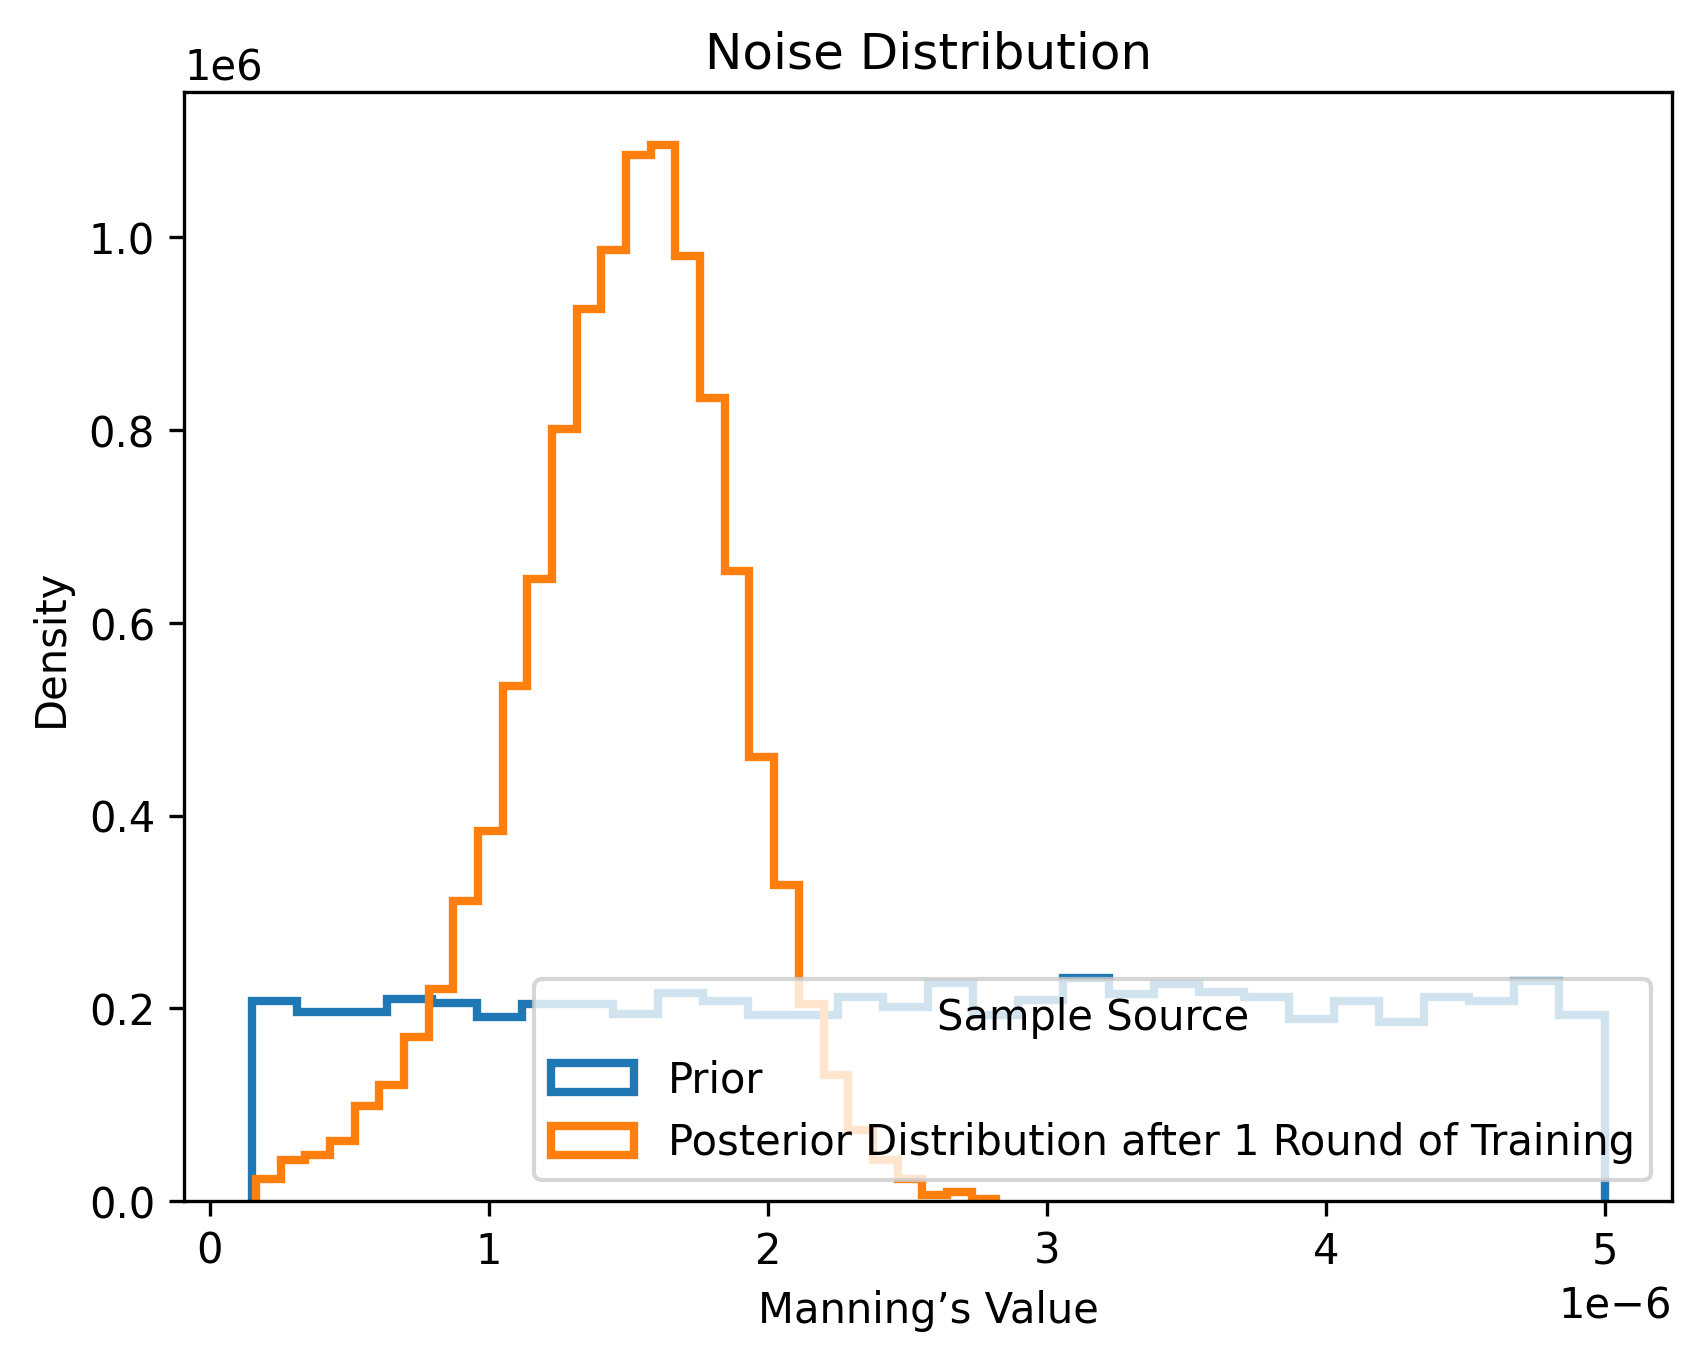 Noise Distribution
1e6
1.0
0.8
0.6
0.4
0.2
0.0
Density
Sample Source
Prior
Posterior Distribution after 1 Round of Training
0 1 2 3 4 5
1e−6
Manning’s Value